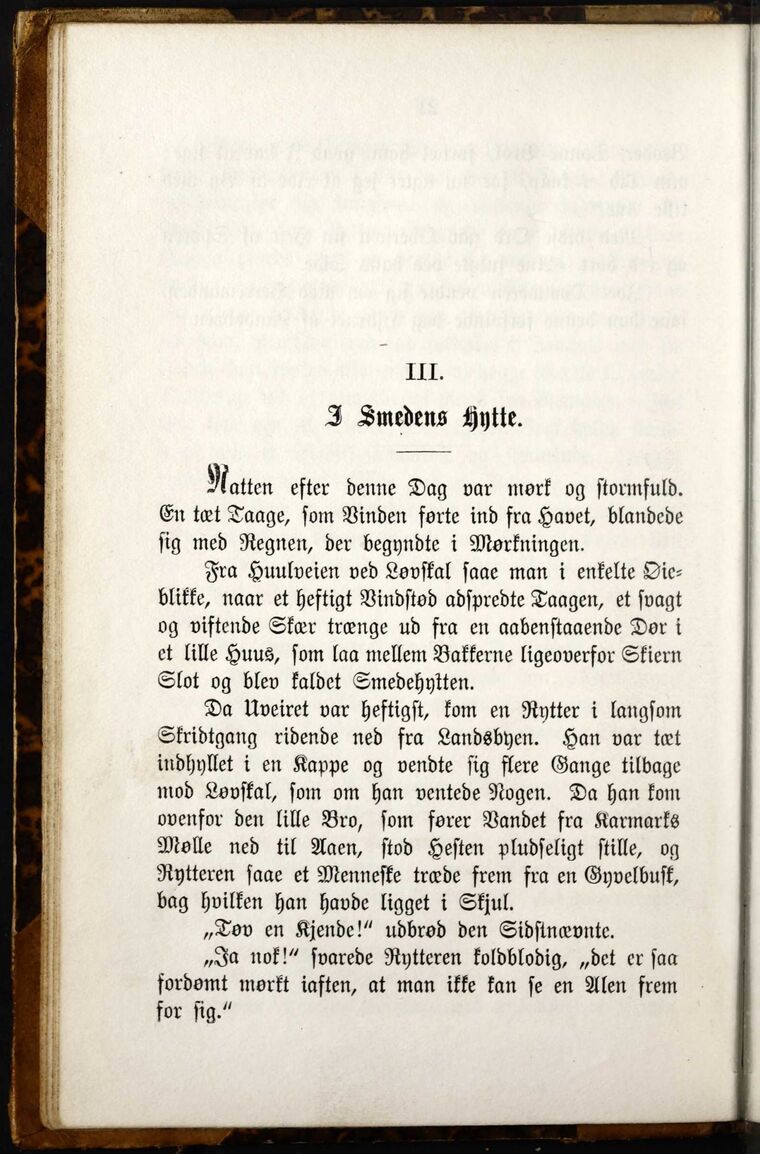 III.
I Smedens Hytte.
Natten efter denne Dag var mørk og stormfuld.
En tæt Taage, som Vinden førte ind fra Havet, blandede
sig med Regnen, der begyndte i Mørkningen.
Fra Huulveien ved Løvskal saae man i enkelte Øie-
blikke, naar et heftigt Vindstød adspredte Taagen, et svagt
og viftende Skær trænge ud fra en aabenstaaende Dør i
et lille Huus, som laa mellem Bakkerne ligeoverfor Skiern
Slot og blev kaldet Smedehytten.
Da Uveiret var heftigst, kom en Rytter i langsom
Skridtgang ridende ned fra Landsbyen. Han var tæt
indhyllet i en Kappe og vendte sig flere Gange tilbage
mod Løvskal, som om han ventede Nogen. Da han kom
ovenfor den lille Bro, som fører Vandet fra Karmarks
Mølle ned til Aaen, stod Hesten pludseligt stille, og
Rytteren saae et Menneske træde frem fra en Gyvelbusk,
bag hvilken han havde ligget i Skjul.
„Tøv en Kjende!“ udbrød den Sidstnævnte.
„Ja nok!“ svarede Rytteren koldblodig, „det er saa
fordømt mørkt iaften, at man ikke kan se en Alen frem
for sig.“